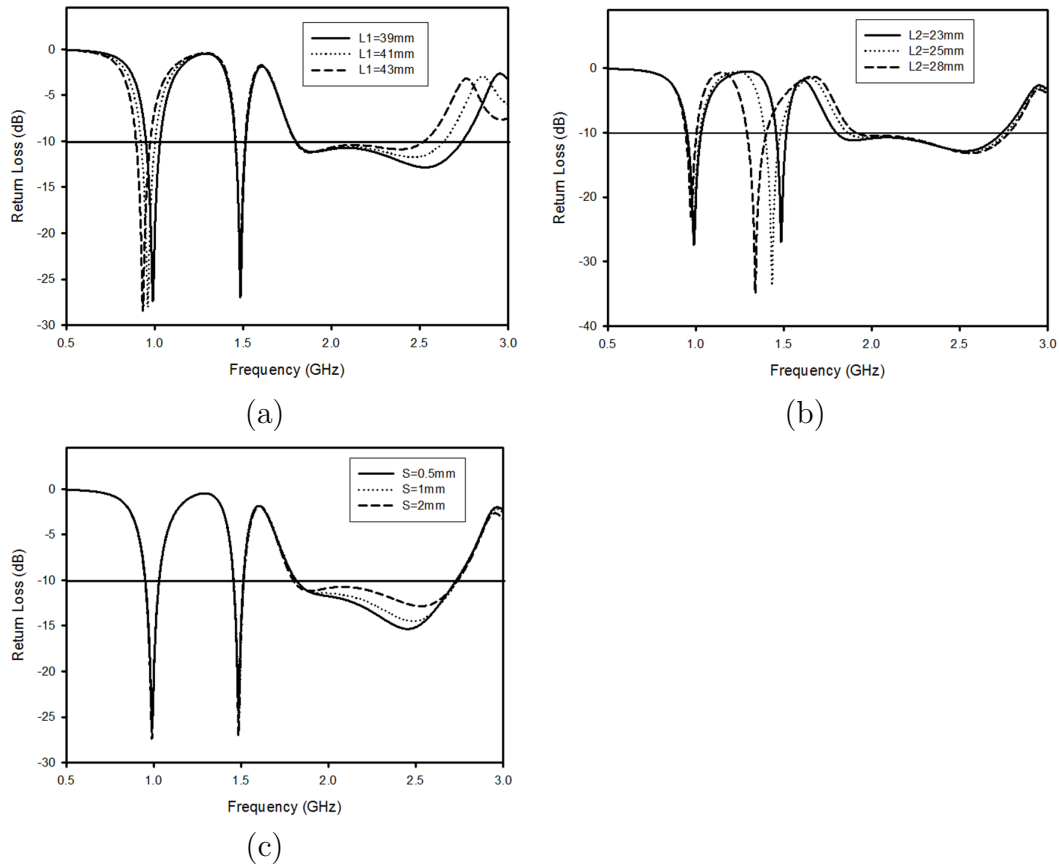 L1=39mm
L1=41mm
L1=43mm
0
-5
-10
-15
-20
-25
-30
Return Loss (dB)
0.5 1.0 1.5 2.0 2.5 3.0
Frequency (GHz)
(a)
L2=23mm
L2=25mm
L2=28mm
0
-10
-20
-30
-40
Return Loss (dB)
0.5 1.0 1.5 2.0 2.5 3.0
Frequency (GHz)
(b)
S=0.5mm
S=1mm
S=2mm
0
-5
-10
-15
-20
-25
-30
Return Loss (dB)
0.5 1.0 1.5 2.0 2.5 3.0
Frequency (GHz)
(c)